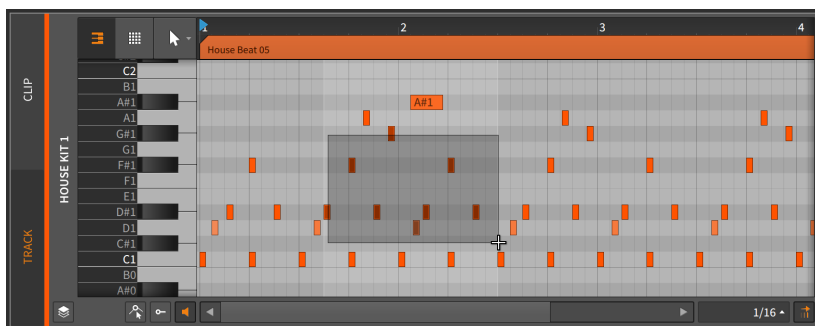 1 2 3 4
House Beat 05
CLIP
TRACK
HOUSE KIT 1
C2
B1
A#1
A#1
A1
G#1
G1
F#1
F1
E1
D#1
D1
C#1
C1
B0
A#0
1/16